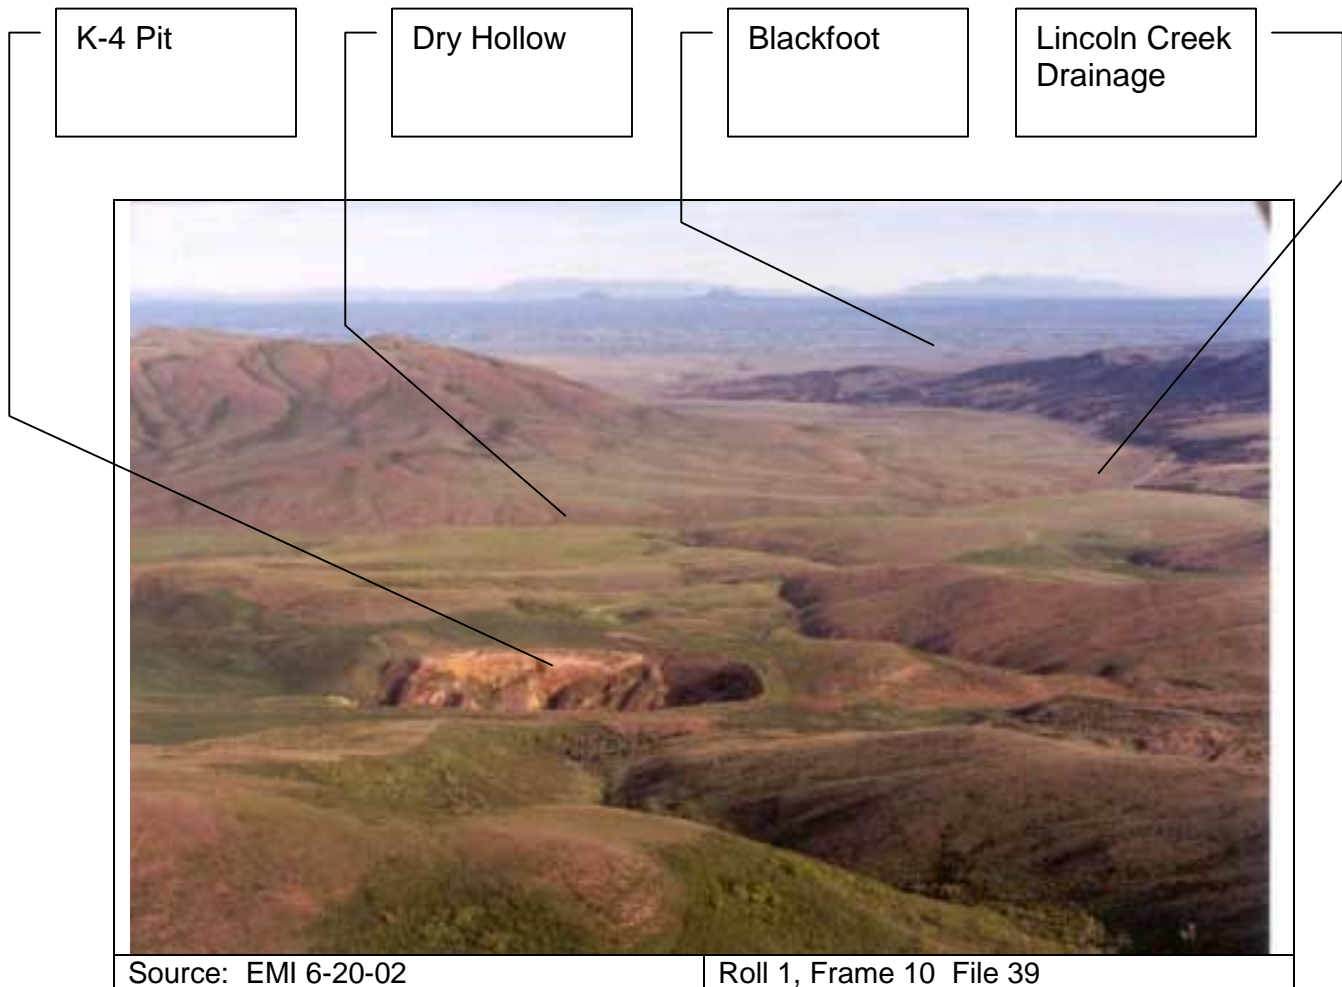 K-4 Pit
Dry Hollow
Blackfoot
Lincoln Creek
Drainage
Source: EMI 6-20-02
Roll 1, Frame 10 File 39